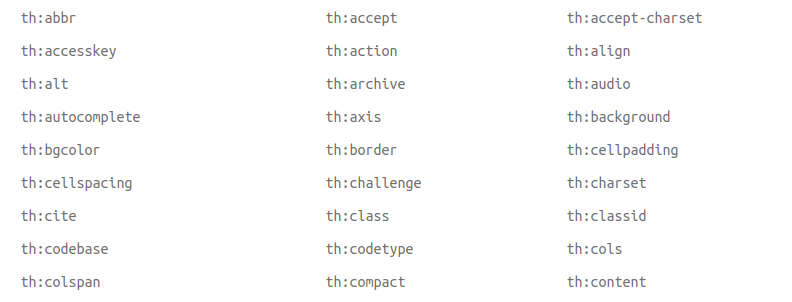 th:abbr th:accept th:accept-charset
th:accesskey th:action th:align
th:alt th:archive th:audio
th:autocomplete th:axis th:background
th:bgcolor th:border th:cellpadding
th:cellspacing th:challenge th:charset
th:cite th:class th:classid
th:codebase th:codetype th:cols
th:colspan th:compact th:content